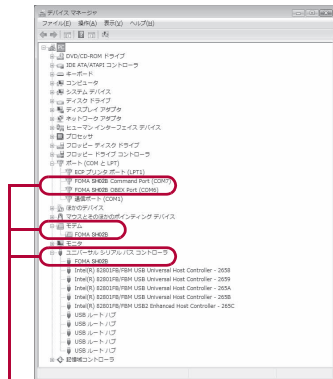 デバイス マネージャ
ファイル(F) 操作(A) 表示(V) ヘルプ(H)
PC
DVD/CD-ROM ドライブ
IDE ATA/ATAPI コントローラ
キーボード
コンピュータ
システム デバイス
ディスク ドライブ
ディスプレイ アダプタ
ネットワーク アダプタ
ヒューマン インターフェイス デバイス
プロセッサ
フロッピー ディスク ドライブ
フロッピー ドライブ コントローラ
ポート (COM と LPT)
ECP プリンタ ポート (LPT1)
FOMA SH02B Command Port (COM7)
FOMA SH02B OBEX Port (COM6)
通信ポート (COM1)
ほかのデバイス
マウスとそのほかのポインティング デバイス
モデム
FOMA SH02B
モニタ
ユニバーサル シリアル バス コントローラ
FOMA SH02B
Intel(R) 82801FB/FBM USB Universal Host Controller - 2658
Intel(R) 82801FB/FBM USB Universal Host Controller - 2659
Intel(R) 82801FB/FBM USB Universal Host Controller - 265A
Intel(R) 82801FB/FBM USB Universal Host Controller - 265B
Intel(R) 82801FB/FBM USB2 Enhanced Host Controller - 265C
USB ルート ハブ
USB ルート ハブ
USB ルート ハブ
USB ルート ハブ
USB ルート ハブ
記憶域コントローラ